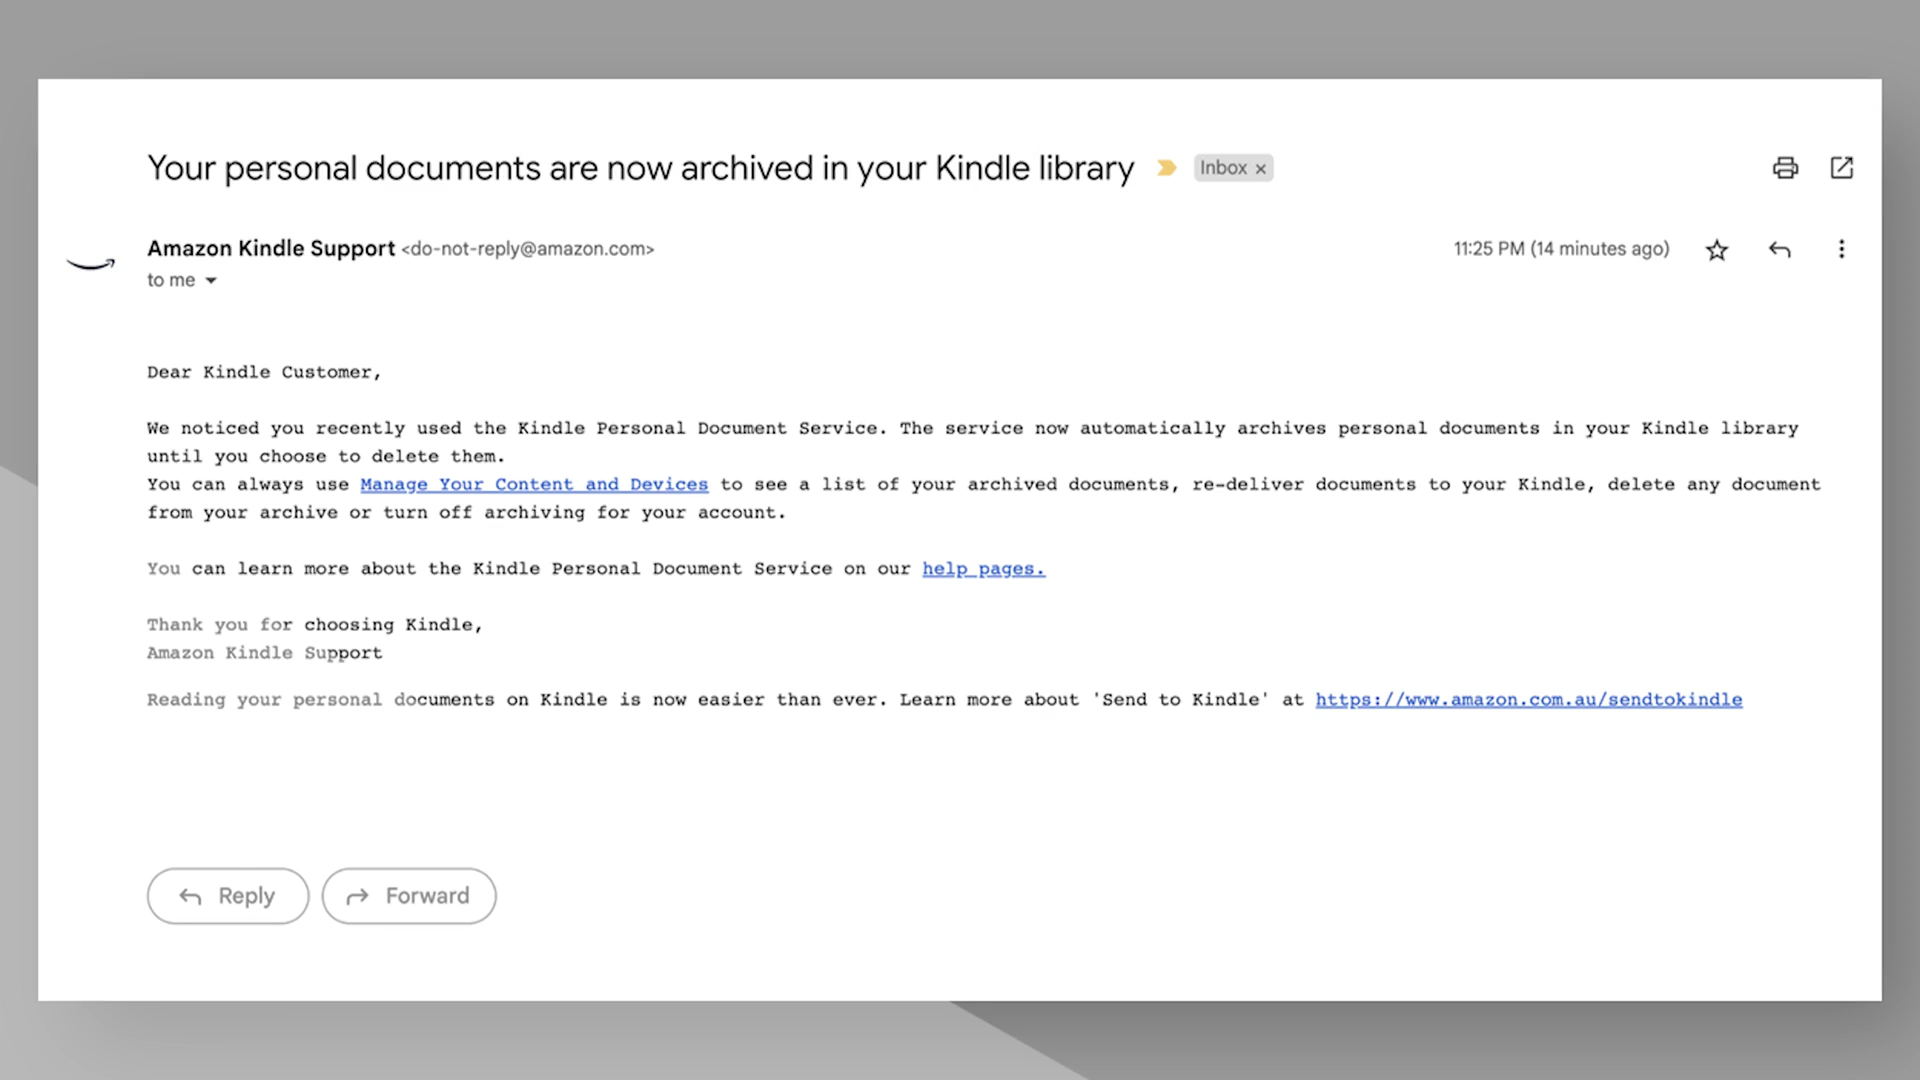 Your personal documents are now archived in your Kindle library
Inbox ×
Amazon Kindle Support <do-not-reply@amazon.com>
11:25 PM (14 minutes ago)
to me
Dear Kindle Customer,
We noticed you recently used the Kindle Personal Document Service. The service now automatically archives personal documents in your Kindle library
until you choose to delete them.
You can always use Manage Your Content and Devices to see a list of your archived documents, re-deliver documents to your Kindle, delete any document
from your archive or turn off archiving for your account.
You can learn more about the Kindle Personal Document Service on our help pages.
Thank you for choosing Kindle,
Amazon Kindle Support
Reading your personal documents on Kindle is now easier than ever. Learn more about 'Send to Kindle' at https://www.amazon.com.au/sendtokindle
Reply
Forward